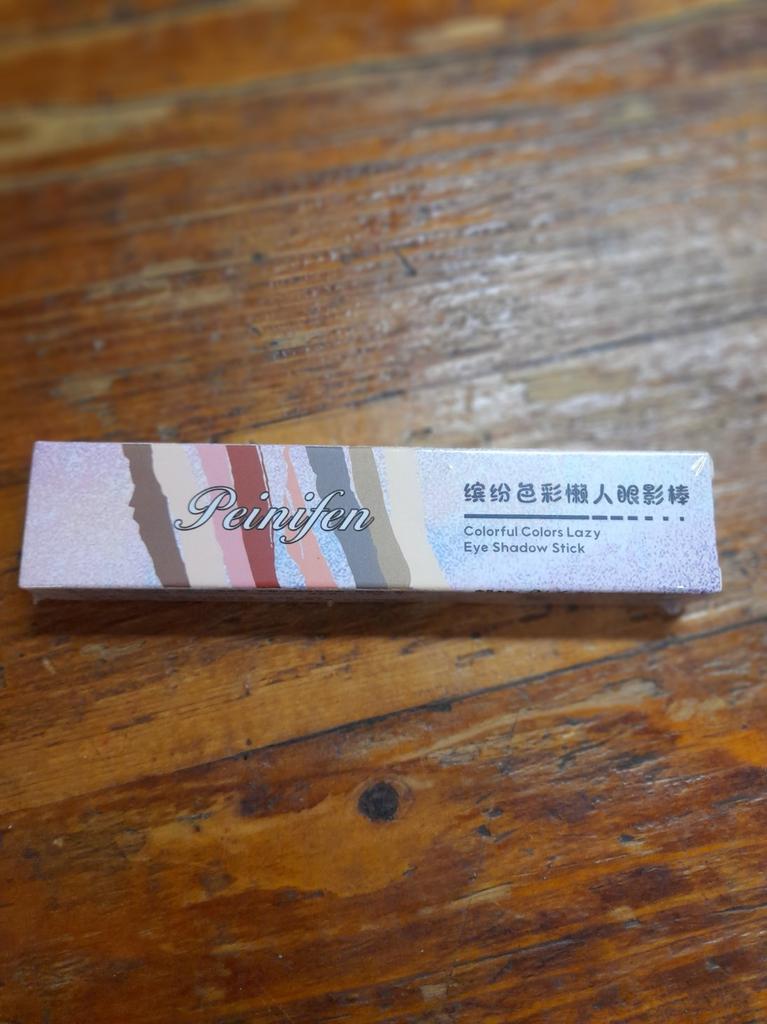 Peinifen
缤纷色彩懒人眼影棒
Colorful Colors Lazy
Eye Shadow Stick